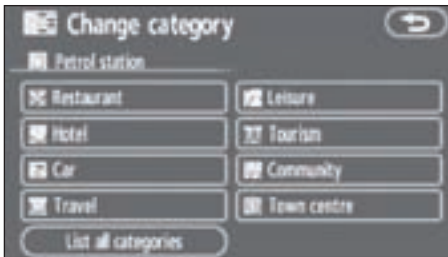 Change category
Petrol station
Restaurant
Leisure
Hotel
Tourism
Car
Community
Travel
Town centre
List all categories